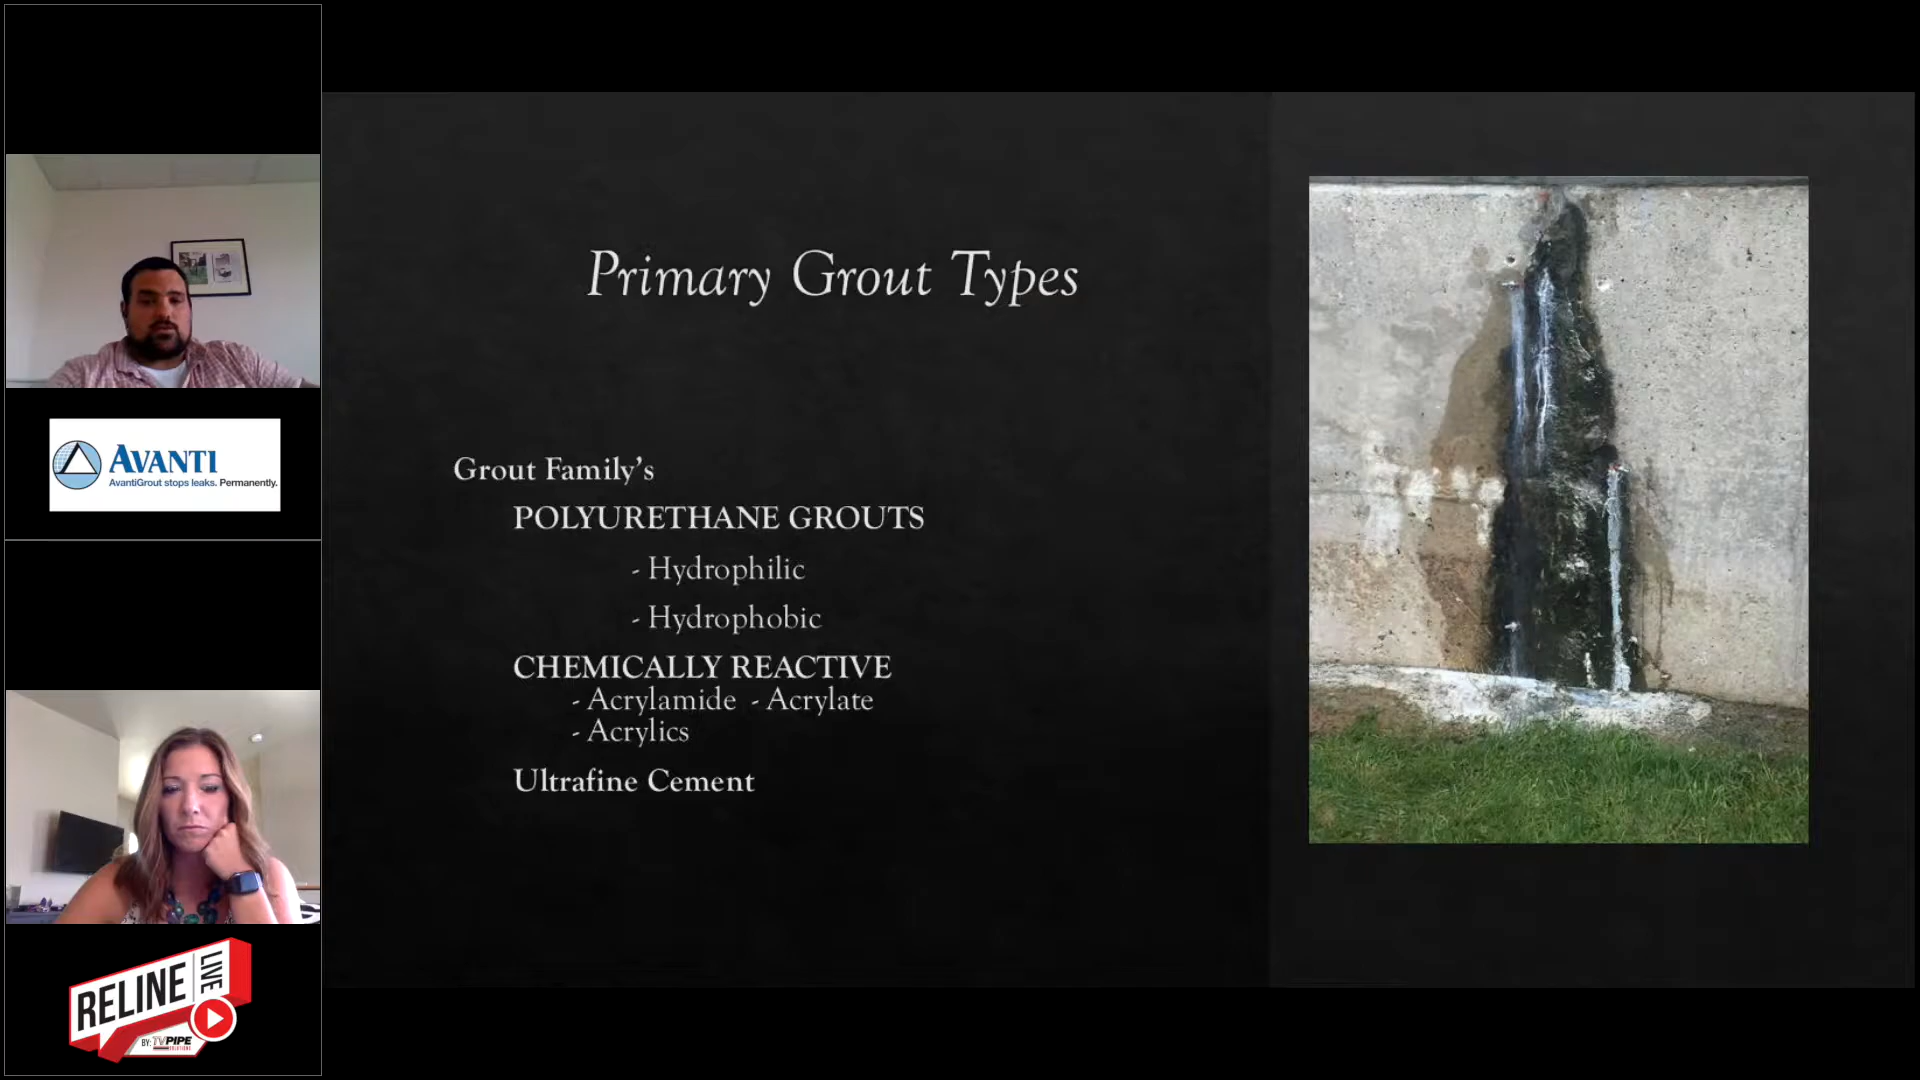 AVANTI
AvantiGrout stops leaks. Permanently.
RELINE LIVE
BY: TVPIPE
SOLUTIONS
Primary Grout Types
Grout Family’s
POLYURETHANE GROUTS
- Hydrophilic
- Hydrophobic
CHEMICALLY REACTIVE
- Acrylamide - Acrylate
- Acrylics
Ultrafine Cement